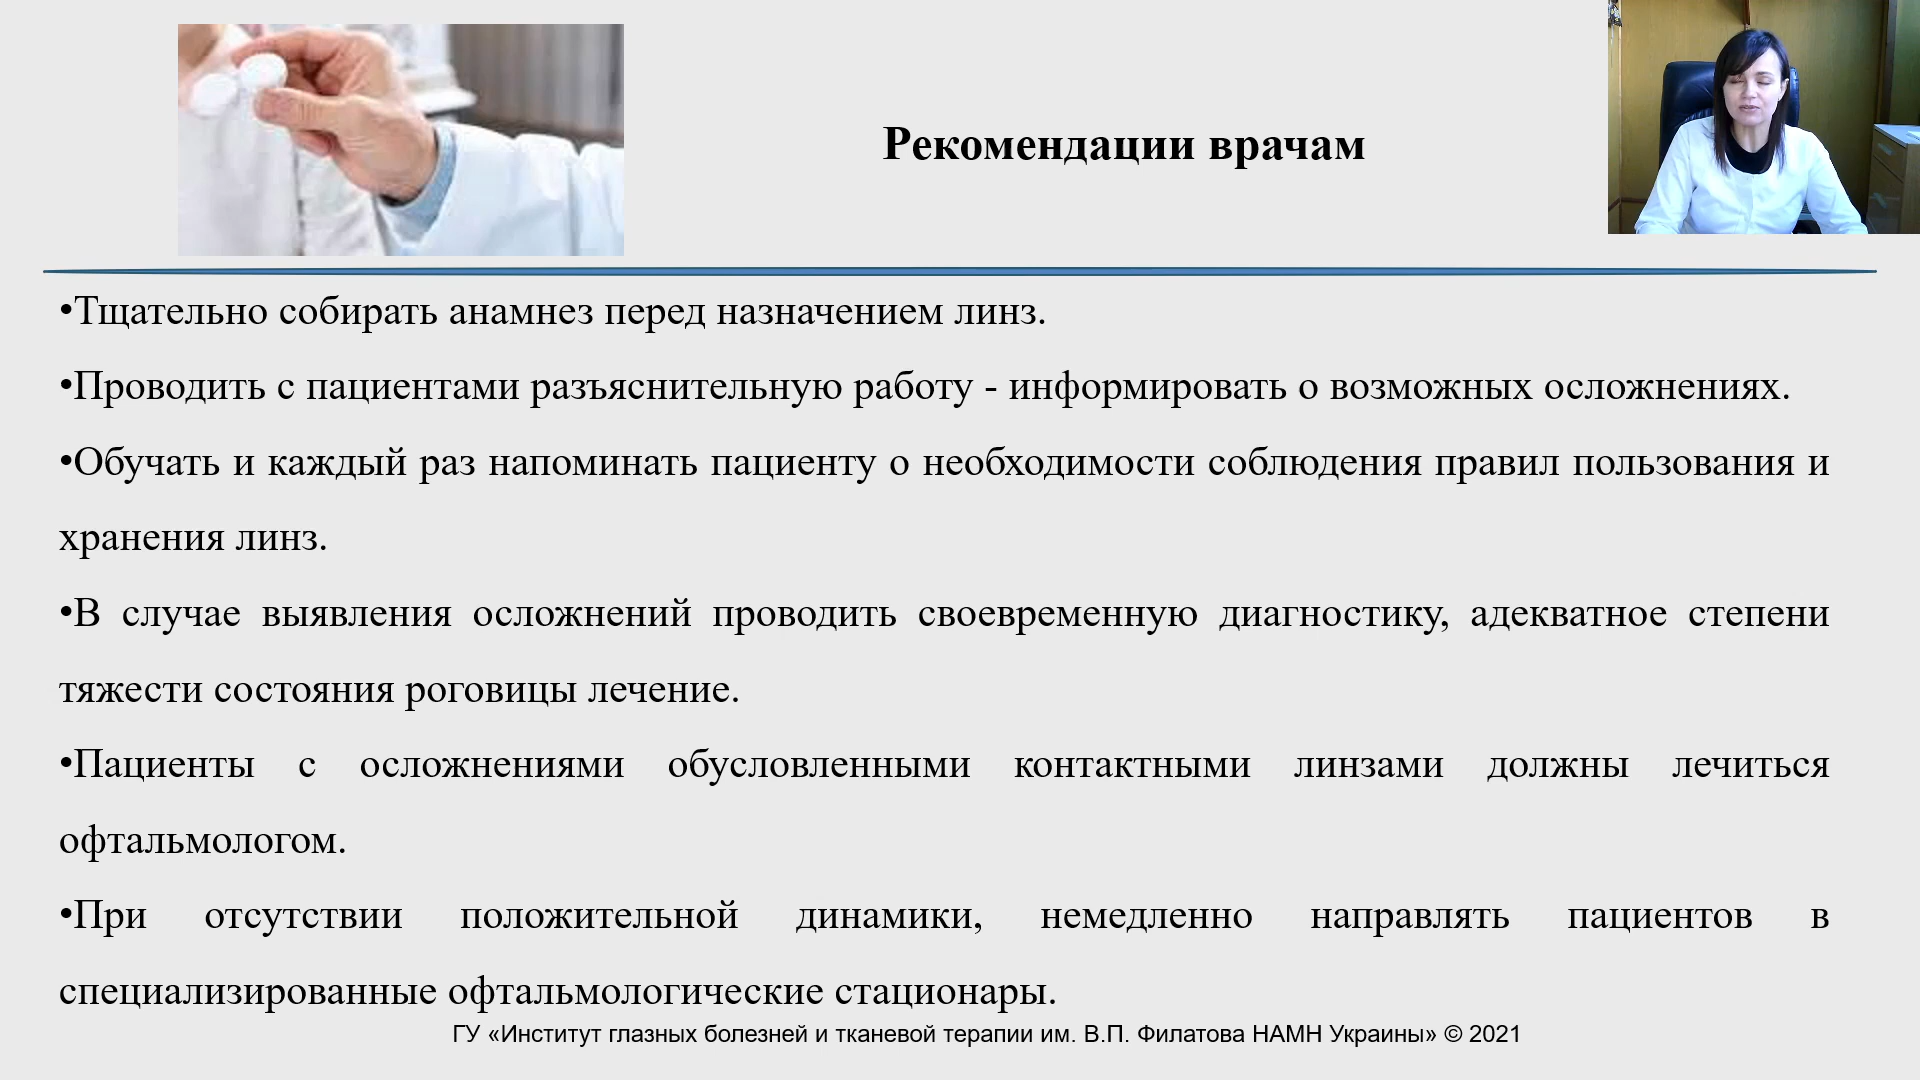 Рекомендации врачам
•Тщательно собирать анамнез перед назначением линз.
•Проводить с пациентами разъяснительную работу - информировать о возможных осложнениях.
•Обучать и каждый раз напоминать пациенту о необходимости соблюдения правил пользования и
хранения линз.
•В случае выявления осложнений проводить своевременную диагностику, адекватное степени
тяжести состояния роговицы лечение.
•Пациенты с осложнениями обусловленными контактными линзами должны лечиться
офтальмологом.
•При отсутствии положительной динамики, немедленно направлять пациентов в
специализированные офтальмологические стационары.
ГУ «Институт глазных болезней и тканевой терапии им. В.П. Филатова НАМН Украины» © 2021